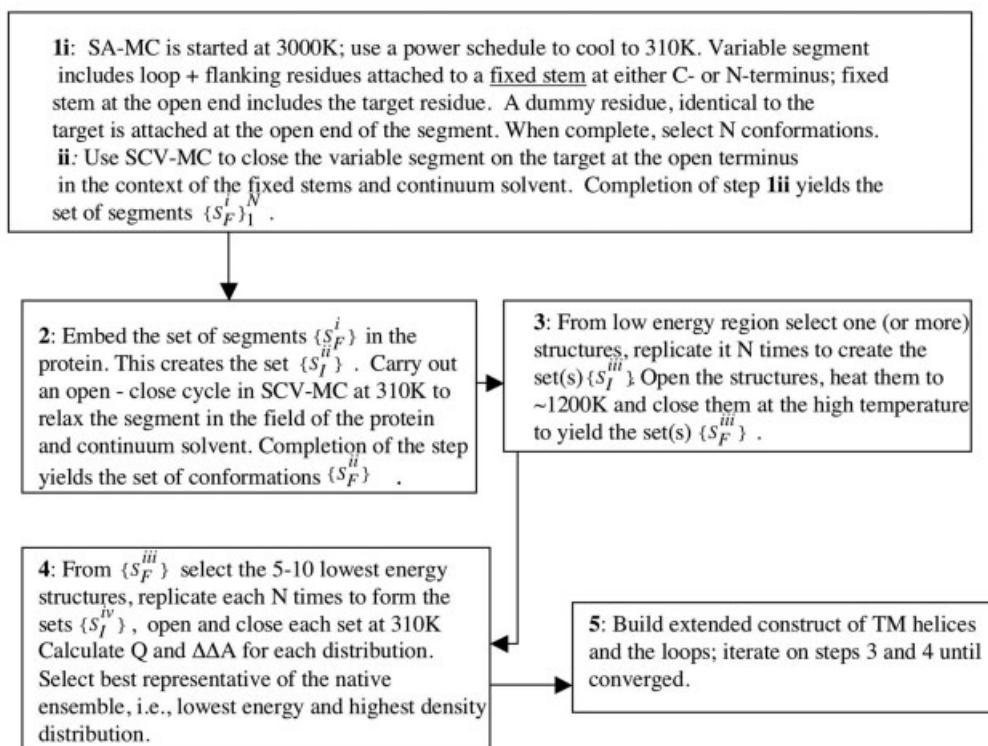 1i: SA-MC is started at 3000K; use a power schedule to cool to 310K. Variable segment
includes loop + flanking residues attached to a fixed stem at either C- or N-terminus; fixed
stem at the open end includes the target residue. A dummy residue, identical to the
target is attached at the open end of the segment. When complete, select N conformations.
ii: Use SCV-MC to close the variable segment on the target at the open terminus
in the context of the fixed stems and continuum solvent. Completion of step 1ii yields the
set of segments {S_F^i}_1^N .
2: Embed the set of segments {S_F^i} in the
protein. This creates the set {S_I^ii} . Carry out
an open - close cycle in SCV-MC at 310K to
relax the segment in the field of the protein
and continuum solvent. Completion of the step
yields the set of conformations {S_F^ii} .
3: From low energy region select one (or more)
structures, replicate it N times to create the
set(s) {S_I^iii} Open the structures, heat them to
~1200K and close them at the high temperature
to yield the set(s) {S_F^iii} .
4: From {S_F^iii} select the 5-10 lowest energy
structures, replicate each N times to form the
sets {S_I^iv} , open and close each set at 310K
Calculate Q and ΔΔA for each distribution.
Select best representative of the native
ensemble, i.e., lowest energy and highest density
distribution.
5: Build extended construct of TM helices
and the loops; iterate on steps 3 and 4 until
converged.